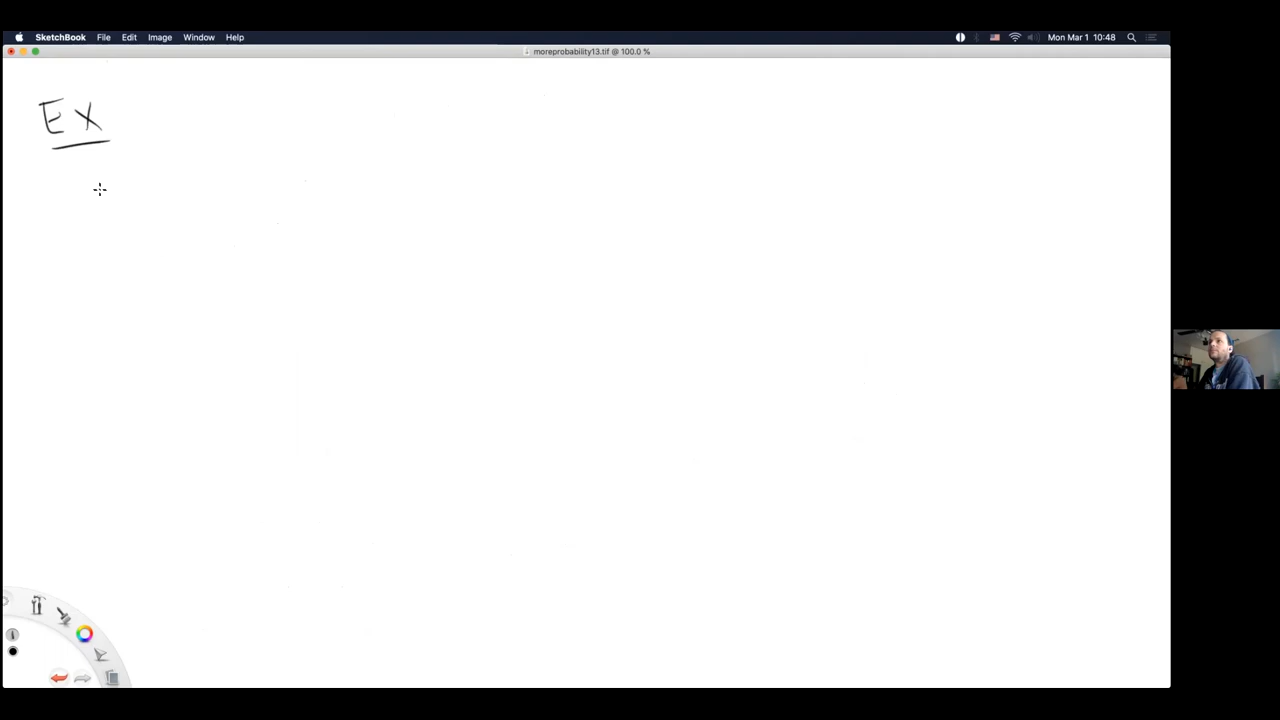 SketchBook File Edit Image Window Help Mon Mar 1 10:48
moreprobability13.tif @ 100.0 %
EX